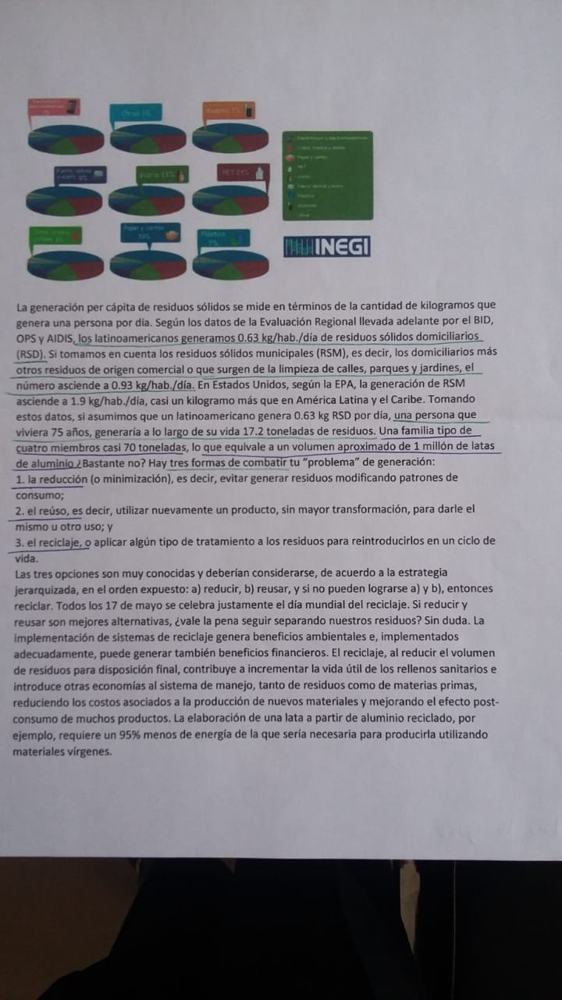 Otros 3%
Vidrio 13%
PET 21%
Papel y cartón
33%
Plástico
7%
INEGI
La generación per cápita de residuos sólidos se mide en términos de la cantidad de kilogramos que
genera una persona por día. Según los datos de la Evaluación Regional llevada adelante por el BID,
OPS y AIDIS, los latinoamericanos generamos 0.63 kg/hab./día de residuos sólidos domiciliarios
(RSD). Si tomamos en cuenta los residuos sólidos municipales (RSM), es decir, los domiciliarios más
otros residuos de origen comercial o que surgen de la limpieza de calles, parques y jardines, el
número asciende a 0.93 kg/hab./día. En Estados Unidos, según la EPA, la generación de RSM
asciende a 1.9 kg/hab./día, casi un kilogramo más que en América Latina y el Caribe. Tomando
estos datos, si asumimos que un latinoamericano genera 0.63 kg RSD por día, una persona que
viviera 75 años, generaría a lo largo de su vida 17.2 toneladas de residuos. Una familia tipo de
cuatro miembros casi 70 toneladas, lo que equivale a un volumen aproximado de 1 millón de latas
de aluminio ¿Bastante no? Hay tres formas de combatir tu “problema” de generación:
1. la reducción (o minimización), es decir, evitar generar residuos modificando patrones de
consumo;
2. el reúso, es decir, utilizar nuevamente un producto, sin mayor transformación, para darle el
mismo u otro uso; y
3. el reciclaje, o aplicar algún tipo de tratamiento a los residuos para reintroducirlos en un ciclo de
vida.
Las tres opciones son muy conocidas y deberían considerarse, de acuerdo a la estrategia
jerarquizada, en el orden expuesto: a) reducir, b) reusar, y si no pueden lograrse a) y b), entonces
reciclar. Todos los 17 de mayo se celebra justamente el día mundial del reciclaje. Si reducir y
reusar son mejores alternativas, ¿vale la pena seguir separando nuestros residuos? Sin duda. La
implementación de sistemas de reciclaje genera beneficios ambientales e, implementados
adecuadamente, puede generar también beneficios financieros. El reciclaje, al reducir el volumen
de residuos para disposición final, contribuye a incrementar la vida útil de los rellenos sanitarios e
introduce otras economías al sistema de manejo, tanto de residuos como de materias primas,
reduciendo los costos asociados a la producción de nuevos materiales y mejorando el efecto post-
consumo de muchos productos. La elaboración de una lata a partir de aluminio reciclado, por
ejemplo, requiere un 95% menos de energía de la que sería necesaria para producirla utilizando
materiales vírgenes.